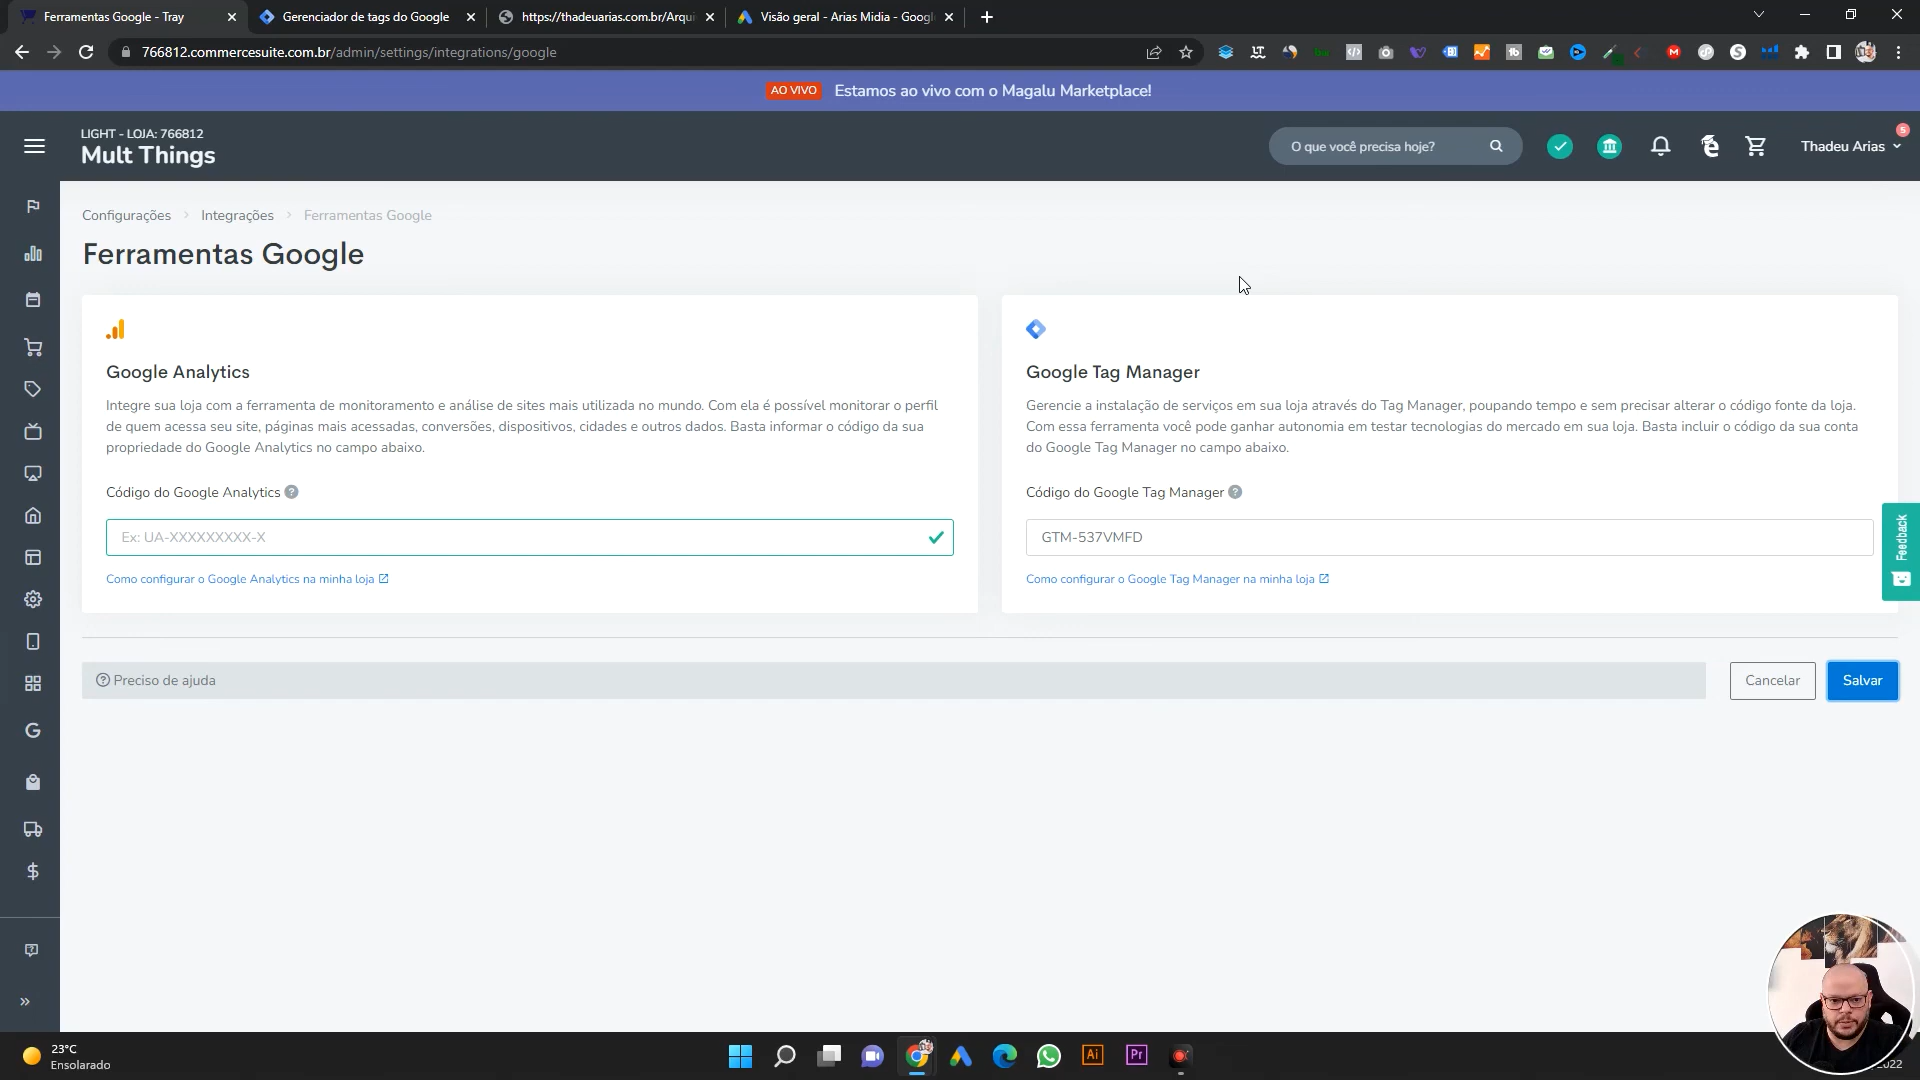 Ferramentas Google - Tray
Gerenciador de tags do Google
https://thadeuarias.com.br/Arqui
Visão geral - Arias Midia - Googl
766812.commercesuite.com.br/admin/settings/integrations/google
AO VIVO Estamos ao vivo com o Magalu Marketplace!
LIGHT - LOJA: 766812
Mult Things
O que você precisa hoje?
Thadeu Arias
5
Configurações
Integrações
Ferramentas Google
Ferramentas Google
Google Analytics
Integre sua loja com a ferramenta de monitoramento e análise de sites mais utilizada no mundo. Com ela é possível monitorar o perfil
de quem acessa seu site, páginas mais acessadas, conversões, dispositivos, cidades e outros dados. Basta informar o código da sua
propriedade do Google Analytics no campo abaixo.
Código do Google Analytics ?
Ex: UA-XXXXXXXXX-X
Como configurar o Google Analytics na minha loja
Google Tag Manager
Gerencie a instalação de serviços em sua loja através do Tag Manager, poupando tempo e sem precisar alterar o código fonte da loja.
Com essa ferramenta você pode ganhar autonomia em testar tecnologias do mercado em sua loja. Basta incluir o código da sua conta
do Google Tag Manager no campo abaixo.
Código do Google Tag Manager ?
GTM-537VMFD
Como configurar o Google Tag Manager na minha loja
Feedback
? Preciso de ajuda
Cancelar
Salvar
23°C
Ensolarado
Ai
Pr
2022